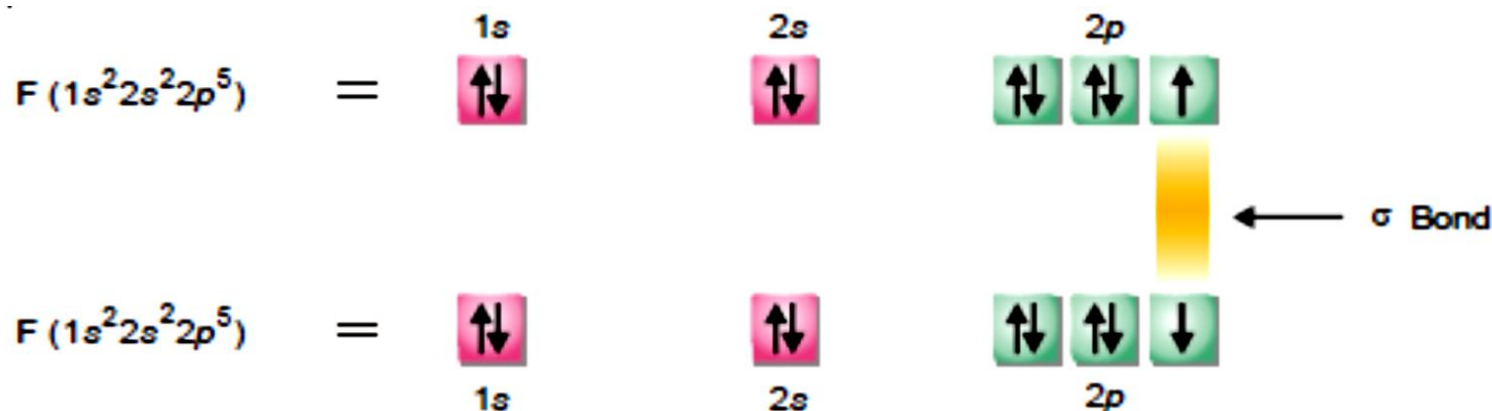 1s 2s 2p
F (1s²2s²2p⁵) =
σ Bond
F (1s²2s²2p⁵) =
1s 2s 2p